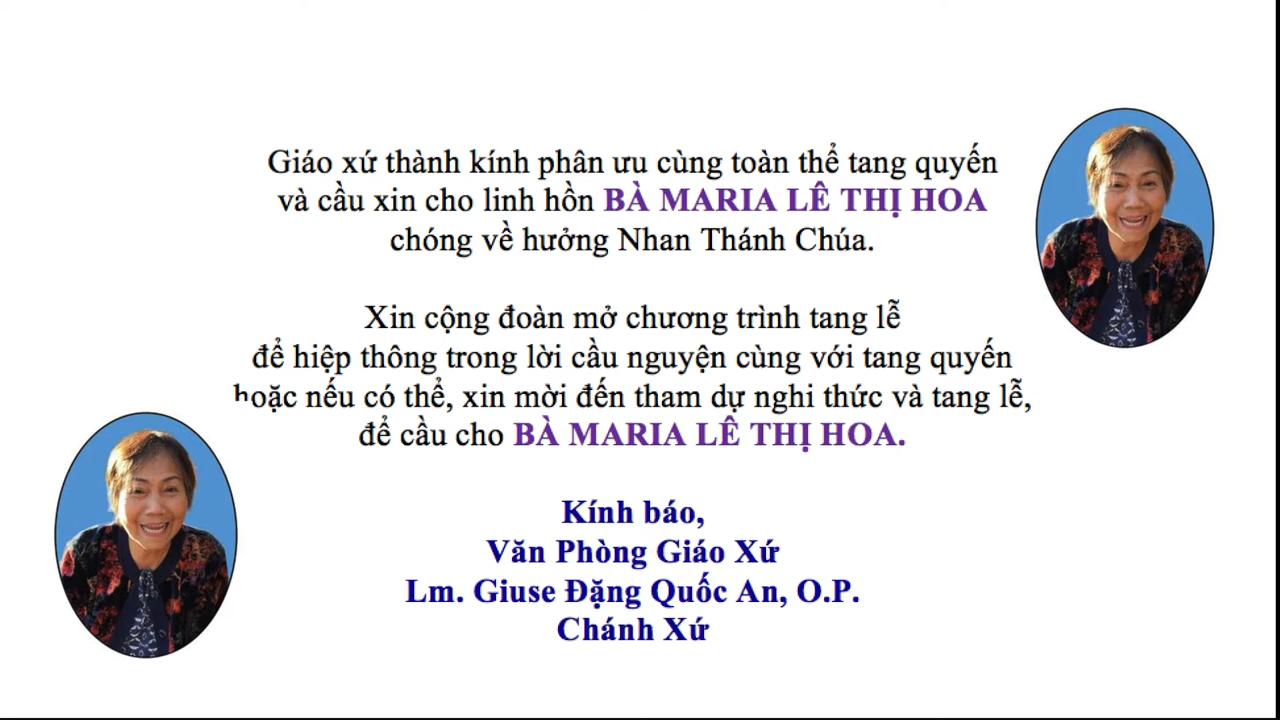 Giáo xứ thành kính phân ưu cùng toàn thể tang quyến
và cầu xin cho linh hồn BÀ MARIA LÊ THỊ HOA
chóng về hưởng Nhan Thánh Chúa.
Xin cộng đoàn mở chương trình tang lễ
để hiệp thông trong lời cầu nguyện cùng với tang quyến
hoặc nếu có thể, xin mời đến tham dự nghi thức và tang lễ,
để cầu cho BÀ MARIA LÊ THỊ HOA.
Kính báo,
Văn Phòng Giáo Xứ
Lm. Giuse Đặng Quốc An, O.P.
Chánh Xứ